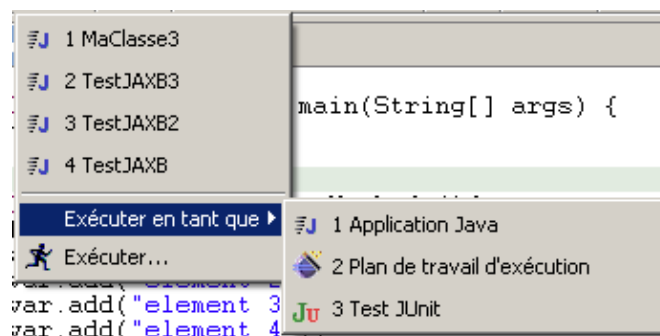 1 MaClasse3
2 TestJAXB3
main(String[] args) {
3 TestJAXB2
4 TestJAXB
Exécuter en tant que
1 Application Java
Exécuter...
2 Plan de travail d'exécution
var.add("element 3
3 Test JUnit
var.add("element 4